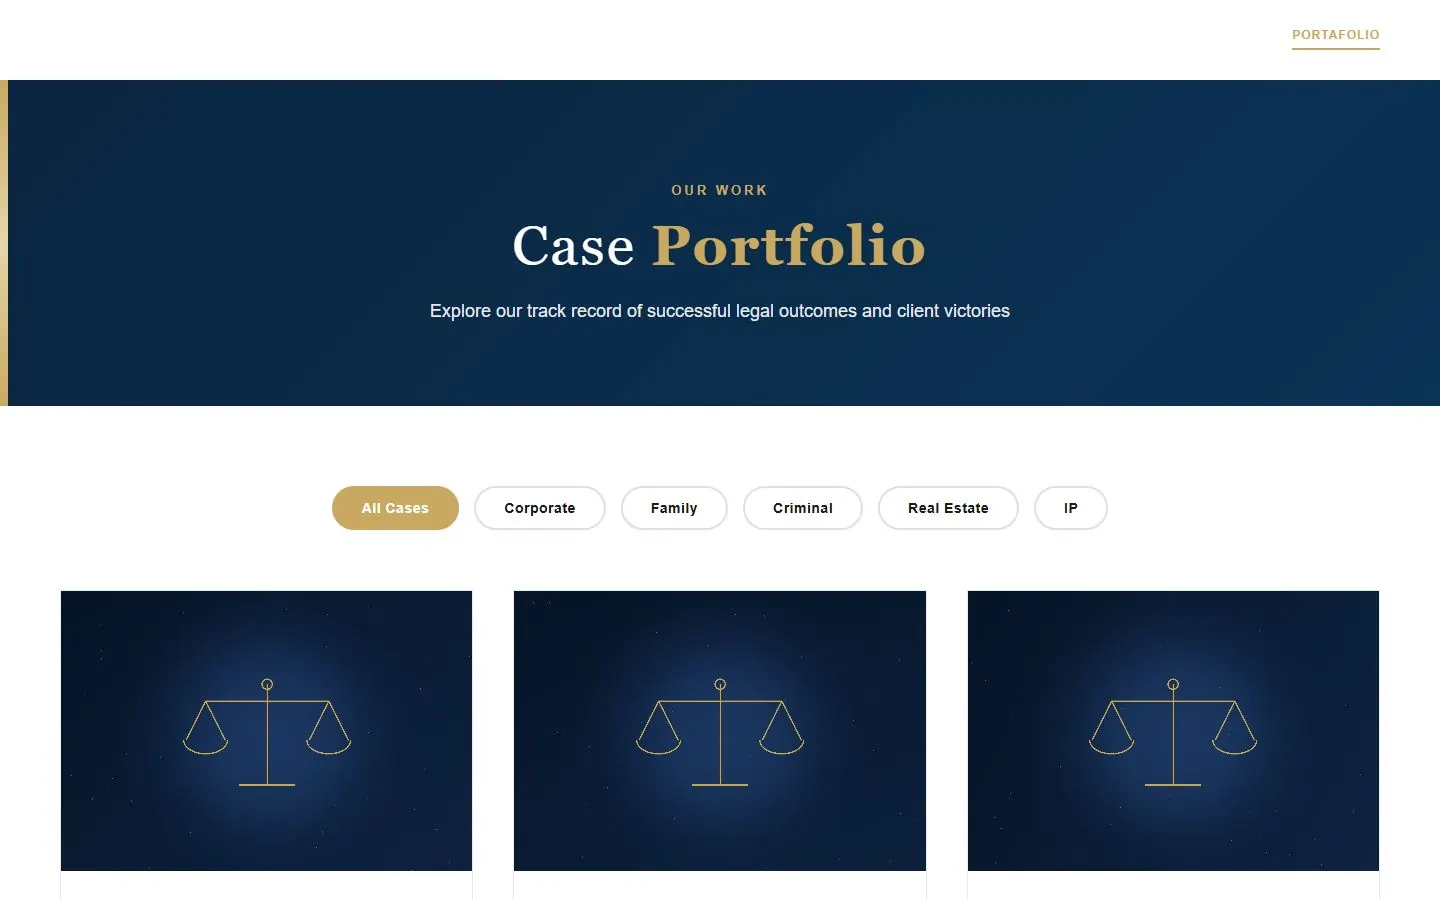 PORTAFOLIO
OUR WORK
Case Portfolio
Explore our track record of successful legal outcomes and client victories
All Cases
Corporate
Family
Criminal
Real Estate
IP